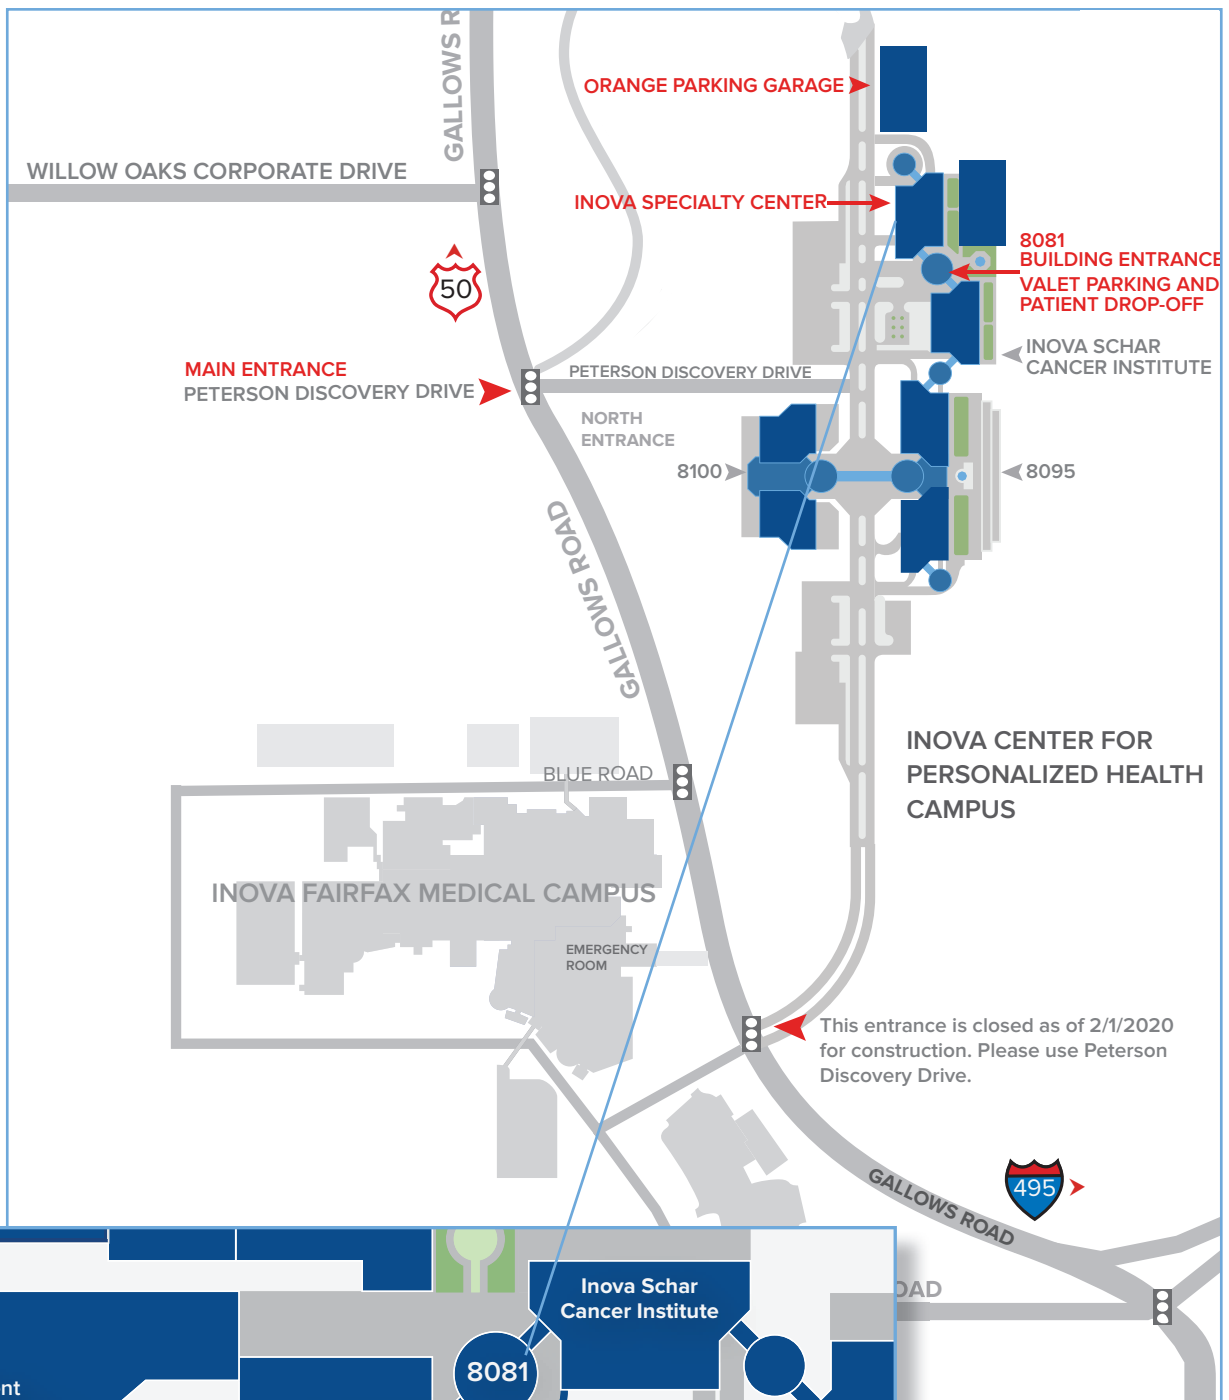 GALLOWS R
ORANGE PARKING GARAGE
WILLOW OAKS CORPORATE DRIVE
INOVA SPECIALTY CENTER
8081
BUILDING ENTRANCE
VALET PARKING AND
PATIENT DROP-OFF
50
INOVA SCHAR
CANCER INSTITUTE
MAIN ENTRANCE
PETERSON DISCOVERY DRIVE
PETERSON DISCOVERY DRIVE
NORTH
ENTRANCE
8100
8095
GALLOWS ROAD
INOVA CENTER FOR
PERSONALIZED HEALTH
CAMPUS
BLUE ROAD
INOVA FAIRFAX MEDICAL CAMPUS
EMERGENCY
ROOM
This entrance is closed as of 2/1/2020
for construction. Please use Peterson
Discovery Drive.
GALLOWS ROAD
495
OAD
Inova Schar
Cancer Institute
8081
nt